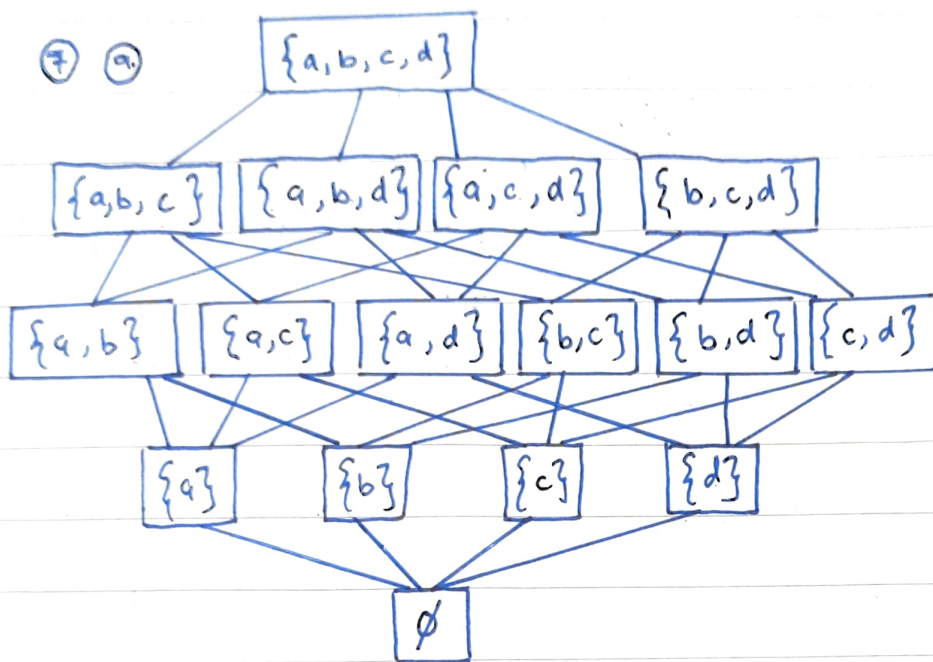 7 a.
{a, b, c, d}
{a, b, c} {a, b, d} {a, c, d} {b, c, d}
{a, b} {a, c} {a, d} {b, c} {b, d} {c, d}
{a} {b} {c} {d}
∅